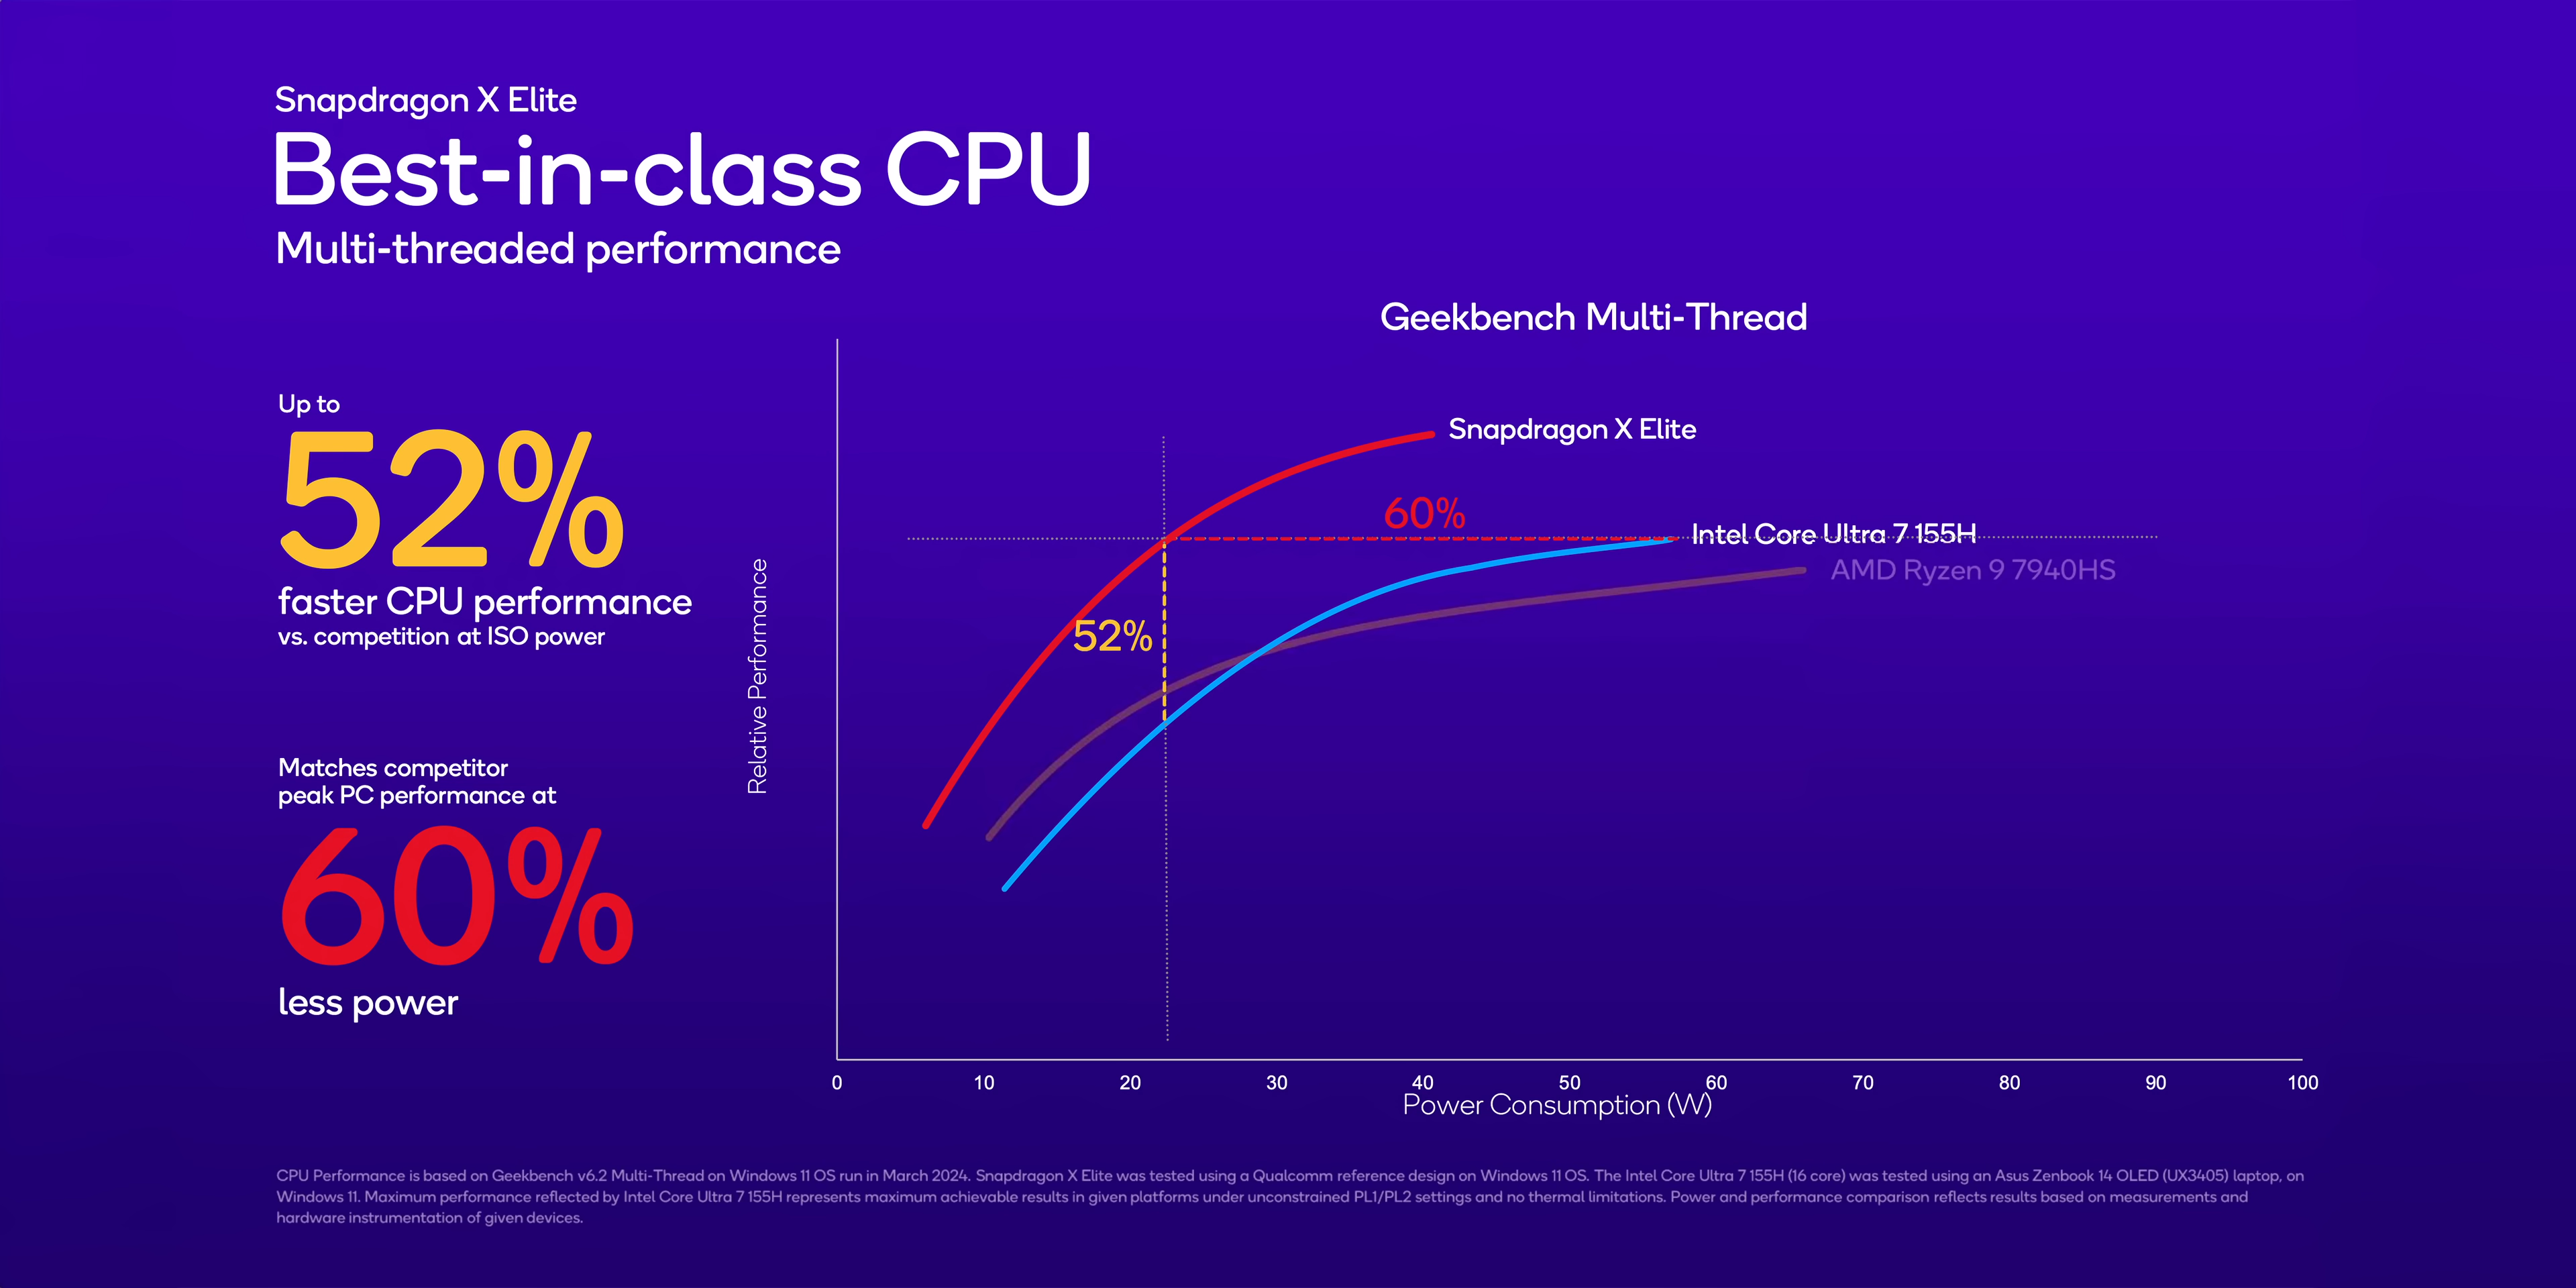 Snapdragon X Elite
Best-in-class CPU
Multi-threaded performance
Up to
52%
faster CPU performance
vs. competition at ISO power
Matches competitor
peak PC performance at
60%
less power
Geekbench Multi-Thread
Snapdragon X Elite
60%
Intel Core Ultra 7 155H
AMD Ryzen 9 7940HS
52%
Relative Performance
0 10 20 30 40 50 60 70 80 90 100
Power Consumption (W)
CPU Performance is based on Geekbench v6.2 Multi-Thread on Windows 11 OS run in March 2024. Snapdragon X Elite was tested using a Qualcomm reference design on Windows 11 OS. The Intel Core Ultra 7 155H (16 core) was tested using an Asus Zenbook 14 OLED (UX3405) laptop, on
Windows 11. Maximum performance reflected by Intel Core Ultra 7 155H represents maximum achievable results in given platforms under unconstrained PL1/PL2 settings and no thermal limitations. Power and performance comparison reflects results based on measurements and
hardware instrumentation of given devices.